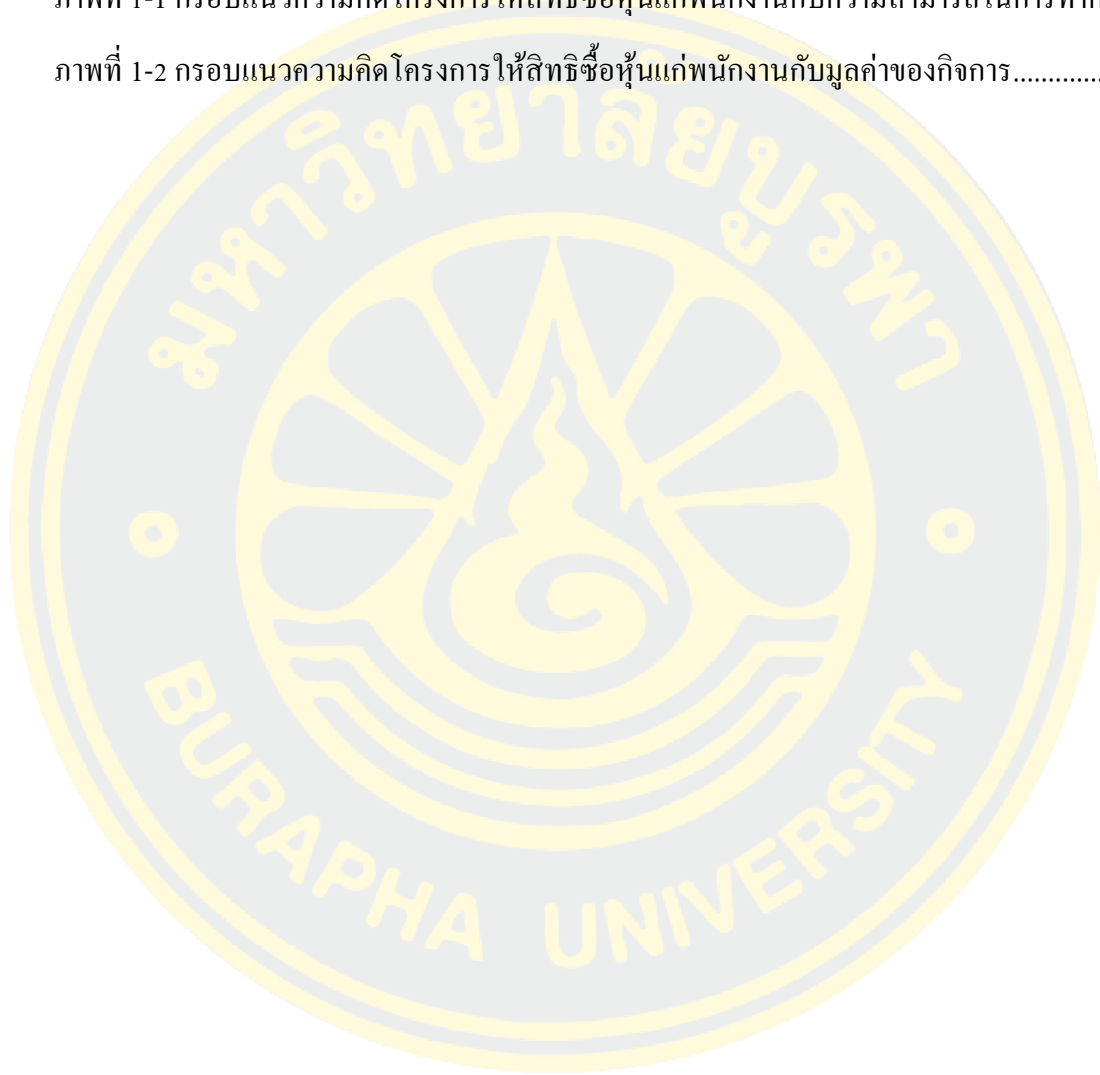 ภาพที่ 1-1 กรอบแนวความคิดโครงการให้สิทธิซื้อหุ้นแก่พนักงานกับความสามารถในการทำก
ภาพที่ 1-2 กรอบแนวความคิดโครงการให้สิทธิซื้อหุ้นแก่พนักงานกับมูลค่าของกิจการ.............
มหาวิทยาลัยบูรพา
BURAPHA UNIVERSITY